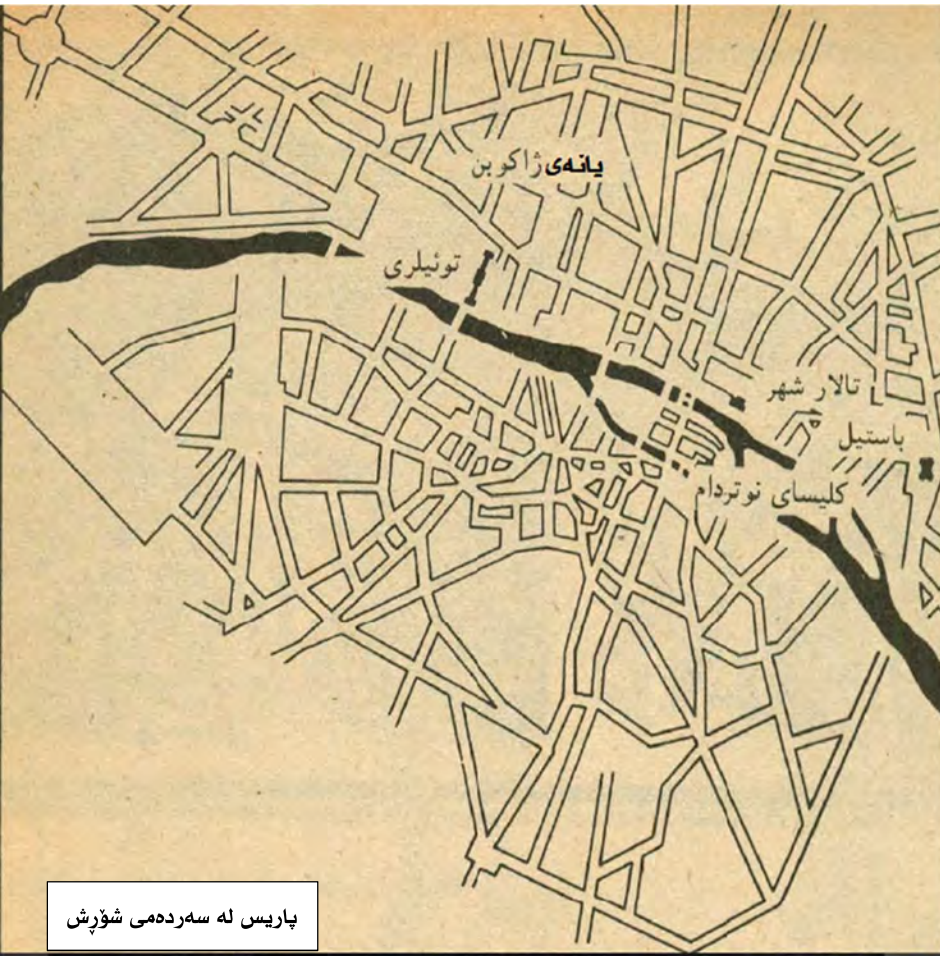 یانەی ژاکوبن
توئیلری
تالار شهر
باستیل
کلیسای نوتردام
پاریس لە سەردەمی شۆڕش